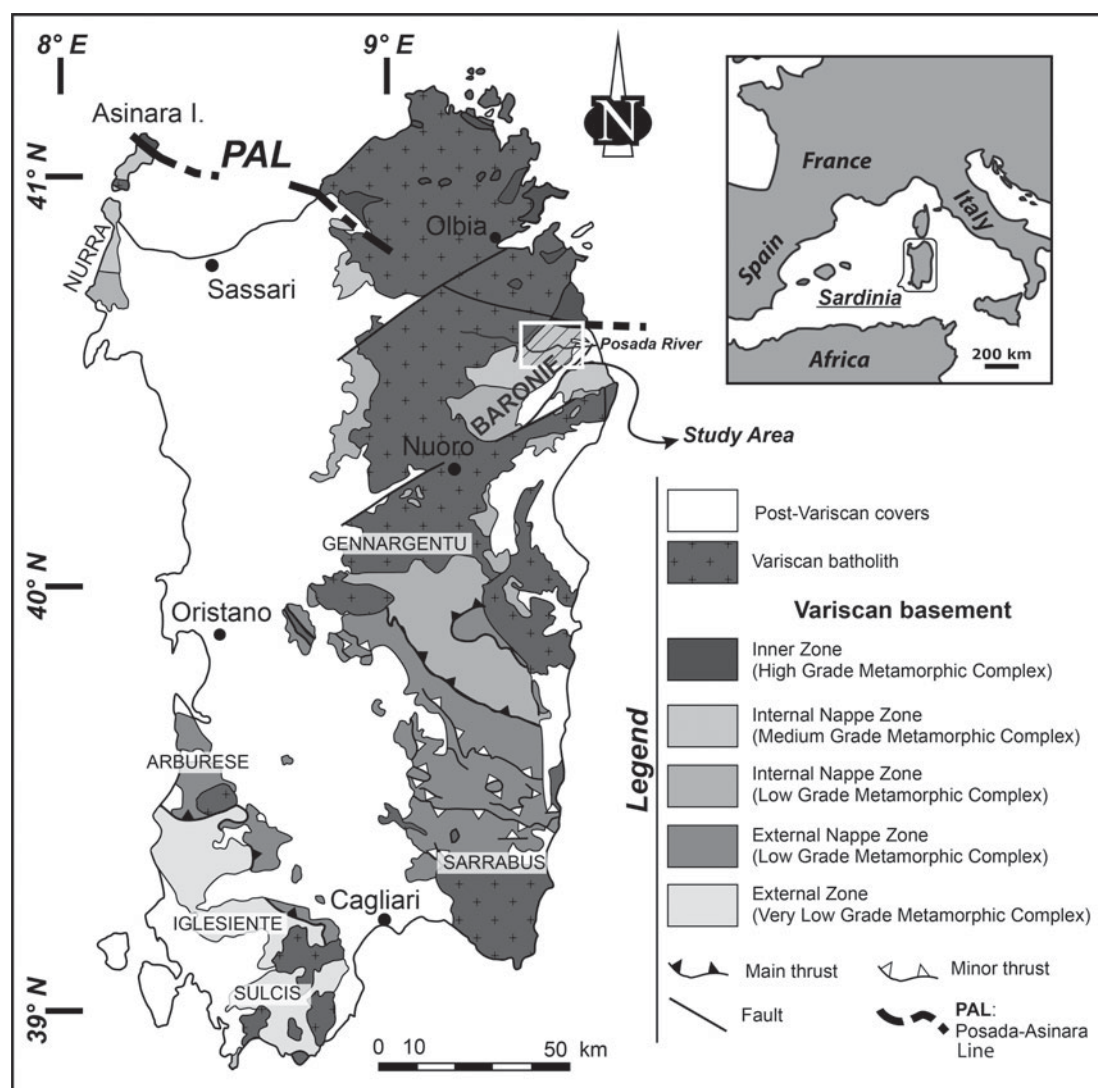 8° E
9° E
Asinara I.
PAL
N
41° N
Olbia
NURRA
Sassari
Posada River
BARONIE
Study Area
Nuoro
GENNARGENTU
40° N
Oristano
ARBURESE
SARRABUS
Cagliari
IGLESIENTE
SULCIS
39° N
0 10 50 km
France
Italy
Spain
Sardinia
Africa
200 km
Legend
Post-Variscan covers
Variscan batholith
Variscan basement
Inner Zone
(High Grade Metamorphic Complex)
Internal Nappe Zone
(Medium Grade Metamorphic Complex)
Internal Nappe Zone
(Low Grade Metamorphic Complex)
External Nappe Zone
(Low Grade Metamorphic Complex)
External Zone
(Very Low Grade Metamorphic Complex)
Main thrust
Minor thrust
Fault
PAL:
Posada-Asinara
Line